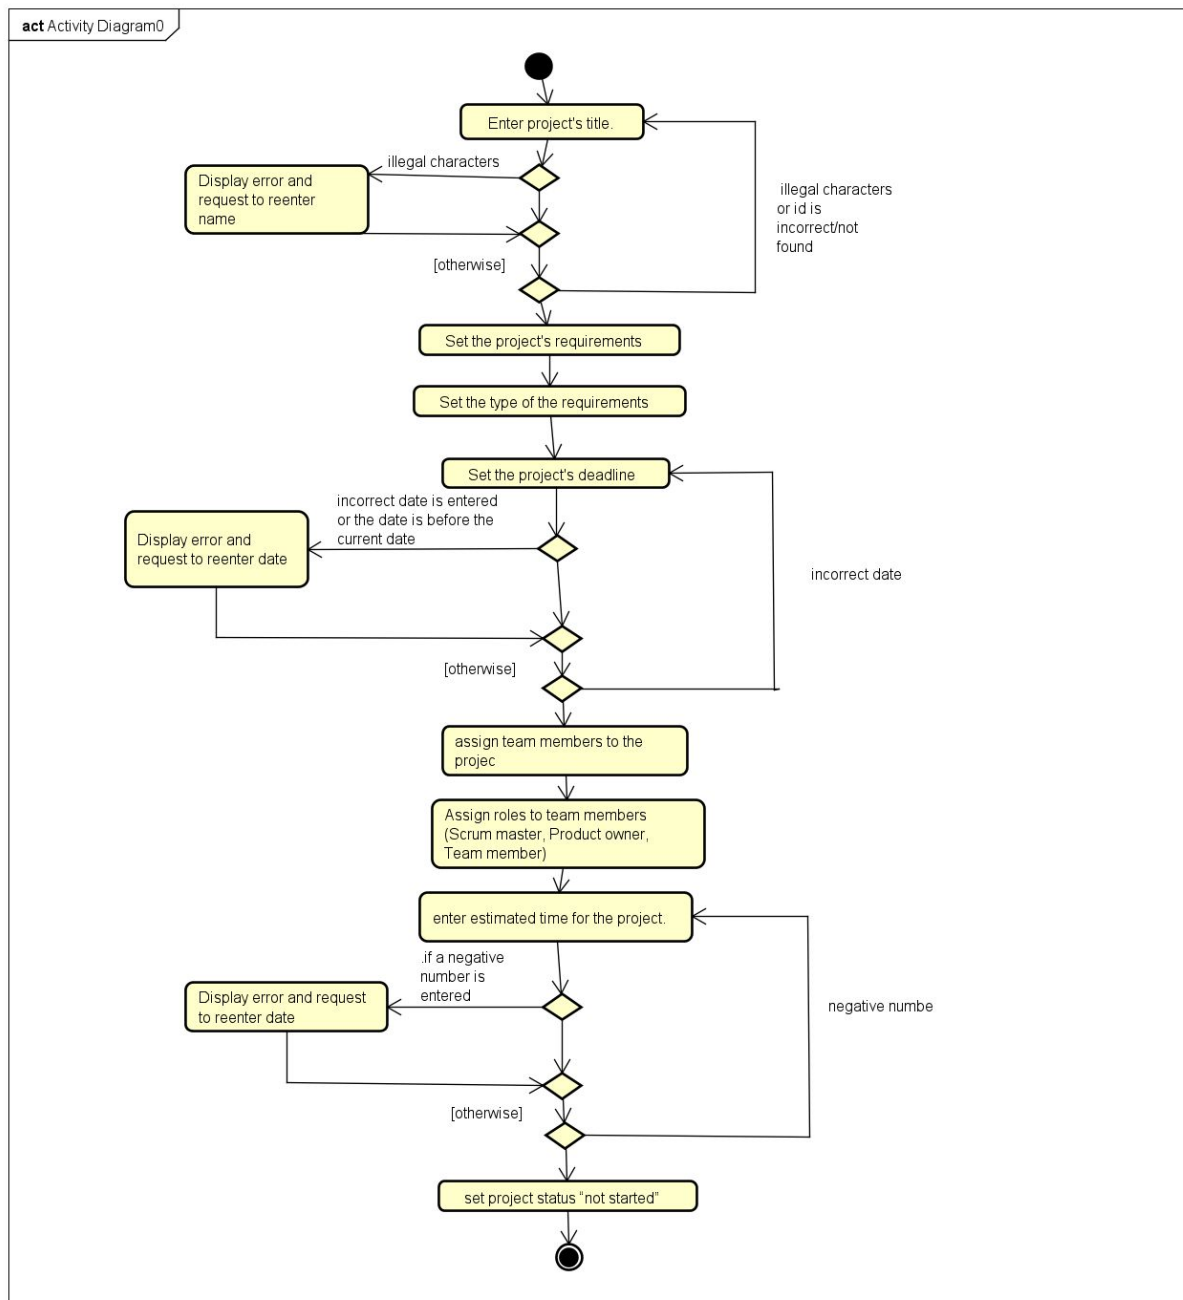 act Activity Diagram0
Enter project's title.
illegal characters
Display error and
request to reenter
name
illegal characters
or id is
incorrect/not
found
[otherwise]
Set the project's requirements
Set the type of the requirements
Set the project's deadline
incorrect date is entered
or the date is before the
current date
Display error and
request to reenter date
incorrect date
[otherwise]
assign team members to the
projec
Assign roles to team members
(Scrum master, Product owner,
Team member)
enter estimated time for the project.
.if a negative
number is
entered
Display error and request
to reenter date
negative numbe
[otherwise]
set project status “not started”